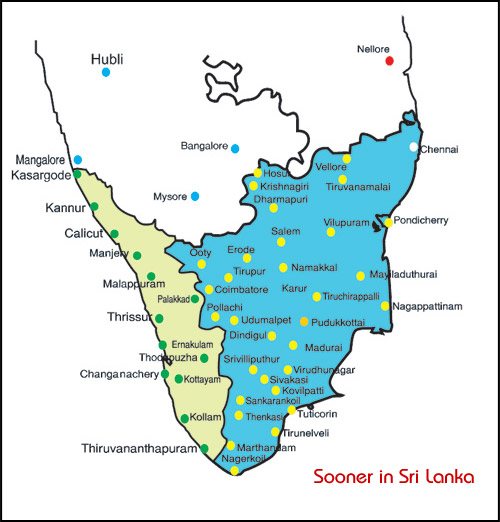 Nellore
Hubli
Bangalore
Chennai
Mangalore
Kasargode
Hosur
Vellore
Krishnagiri
Tiruvanamalai
Dharmapuri
Mysore
Kannur
Pondicherry
Vilupuram
Salem
Calicut
Manjery
Ooty
Erode
Tirupur
Namakkal
Mayiladuthurai
Malappuram
Coimbatore
Karur
Palakkad
Tiruchirappalli
Nagappattinam
Pollachi
Thrissur
Udumalpet
Pudukkottai
Dindigul
Ernakulam
Madurai
Thodupuzha
Srivilliputhur
Virudhunagar
Changanachery
Kottayam
Sivakasi
Kovilpatti
Sankarankoil
Tuticorin
Kollam
Thenkasi
Tirunelveli
Thiruvananthapuram
Marthandam
Nagerkoil
Sooner in Sri Lanka